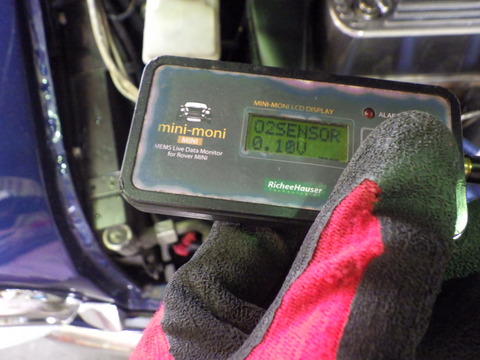 MINI-MONI LCD DISPLAY
mini-moni
MINI
MEMS Live Data Monitor
for Rover MINI
O2SENSOR
0.10V
RicheeHauser